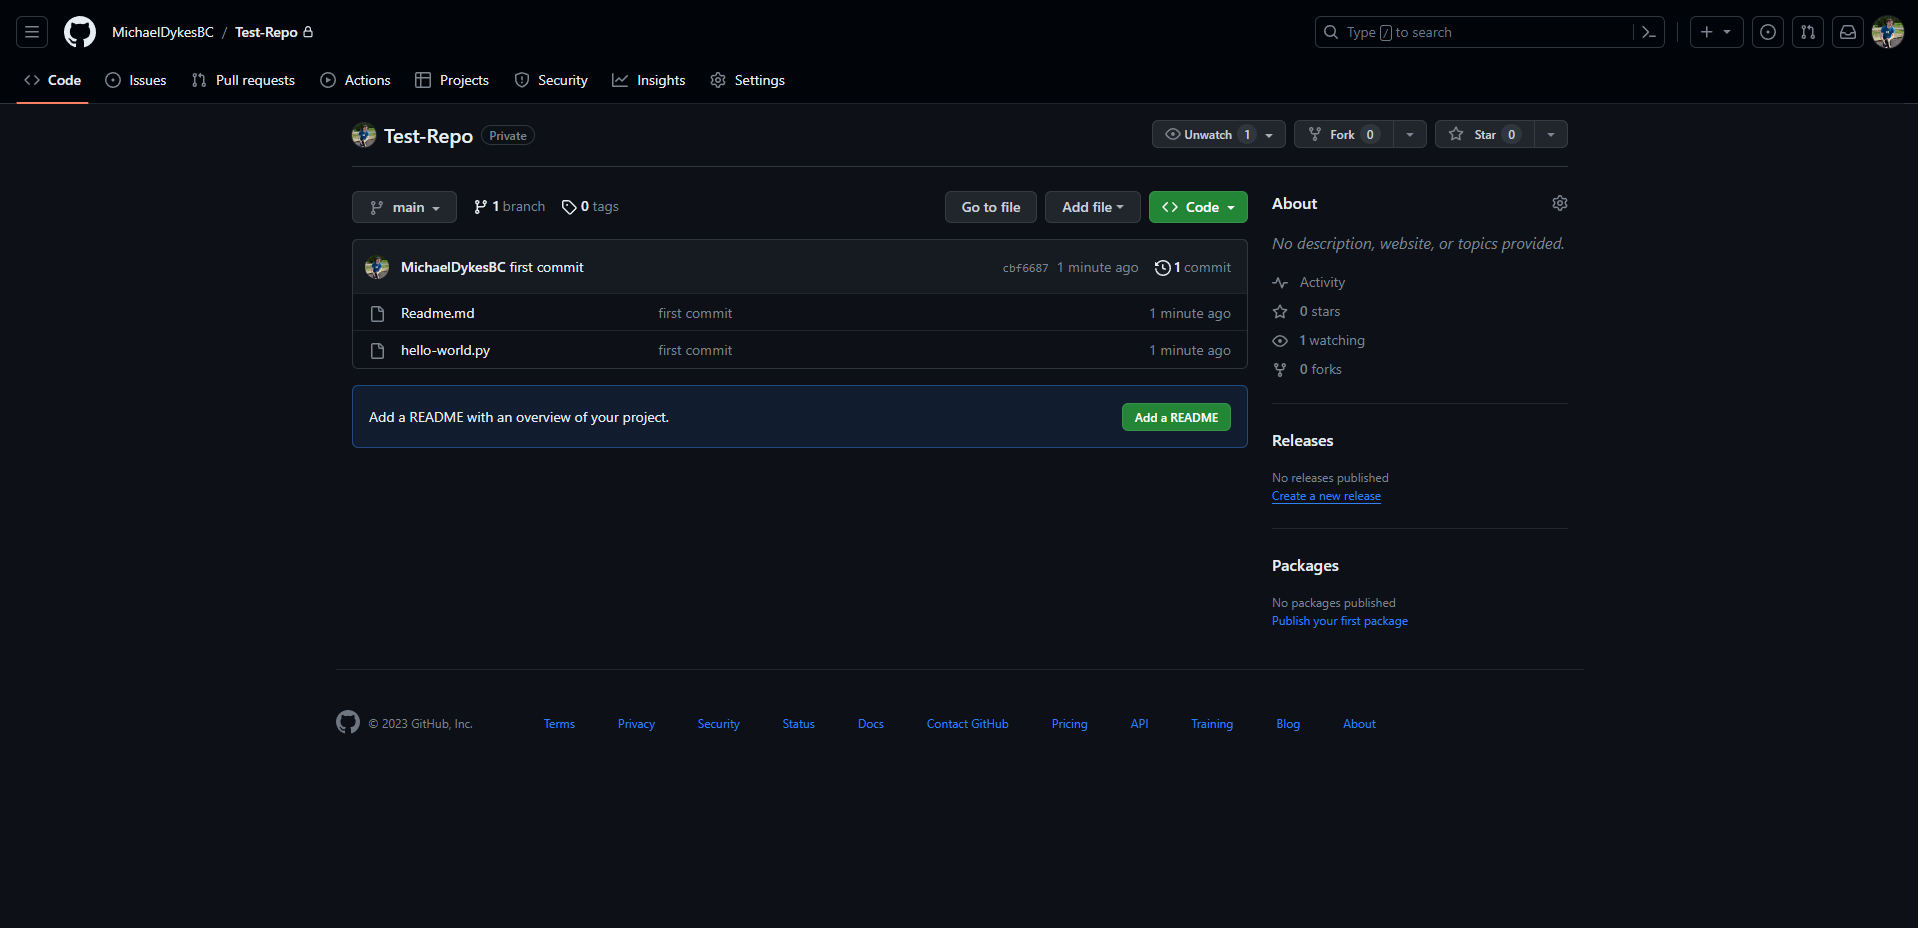 MichaelDykesBC / Test-Repo
Type / to search
Code Issues Pull requests Actions Projects Security Insights Settings
Test-Repo Private
Unwatch 1 Fork 0 Star 0
main 1 branch 0 tags
Go to file Add file Code
MichaelDykesBC first commit cbf6687 1 minute ago 1 commit
Readme.md first commit 1 minute ago
hello-world.py first commit 1 minute ago
Add a README with an overview of your project. Add a README
About
No description, website, or topics provided.
Activity
0 stars
1 watching
0 forks
Releases
No releases published
Create a new release
Packages
No packages published
Publish your first package
© 2023 GitHub, Inc. Terms Privacy Security Status Docs Contact GitHub Pricing API Training Blog About